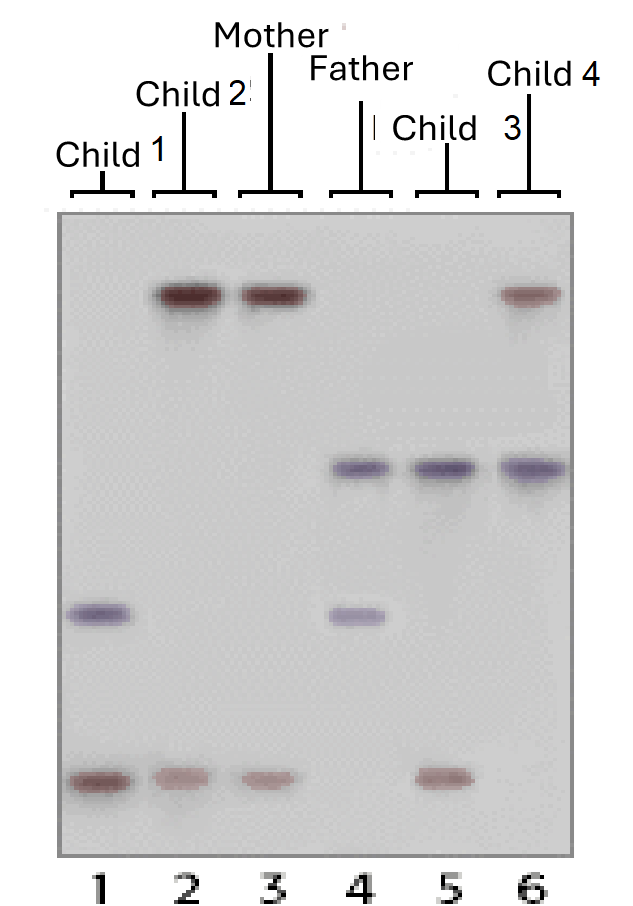 Mother
Father
Child 4
Child 2
Child 3
Child 1
1 2 3 4 5 6